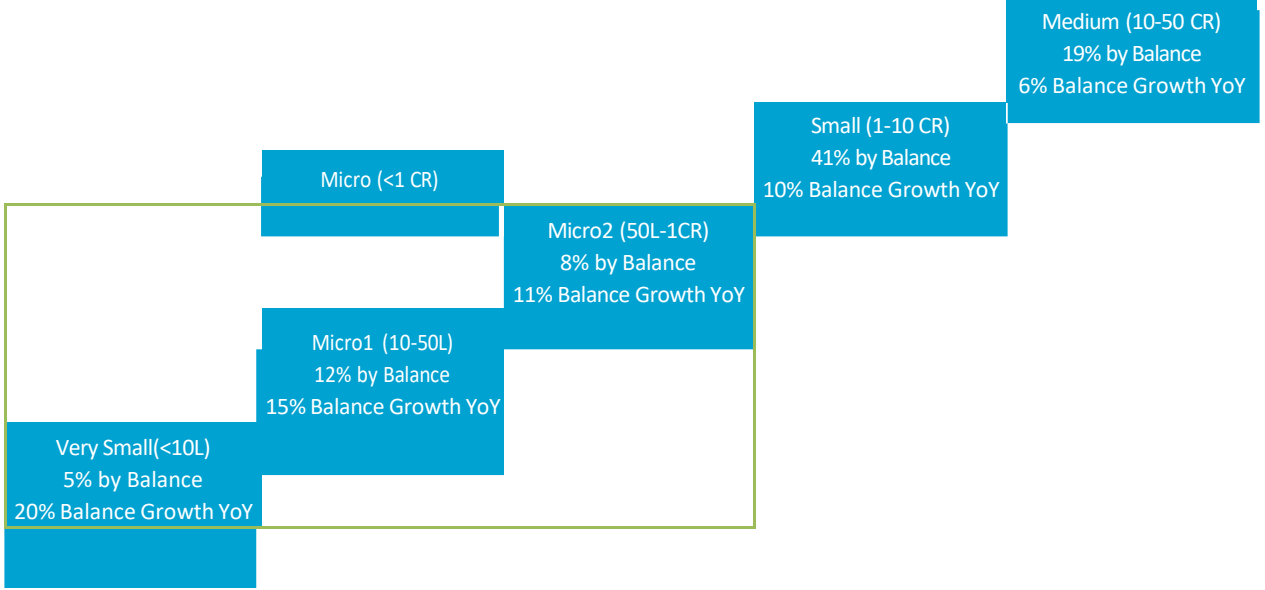 Medium (10-50 CR)
19% by Balance
6% Balance Growth YoY
Small (1-10 CR)
41% by Balance
10% Balance Growth YoY
Micro (<1 CR)
Micro2 (50L-1CR)
8% by Balance
11% Balance Growth YoY
Micro1 (10-50L)
12% by Balance
15% Balance Growth YoY
Very Small(<10L)
5% by Balance
20% Balance Growth YoY